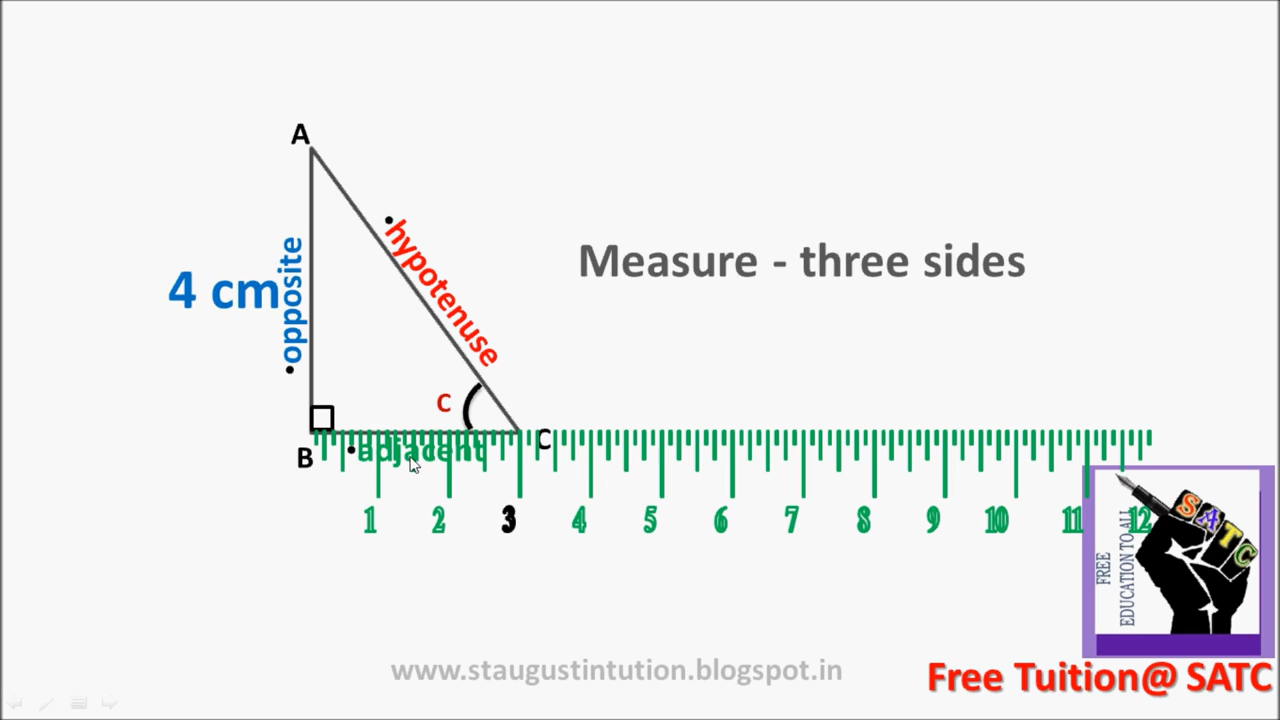 A
•hypotenuse
Measure - three sides
4 cm
•opposite
C
C
B
•adjacent
1 2 3 4 5 6 7 8 9 10 11 12
SATC
FREE
EDUCATION TO ALL
www.staugustintution.blogspot.in
Free Tuition@ SATC